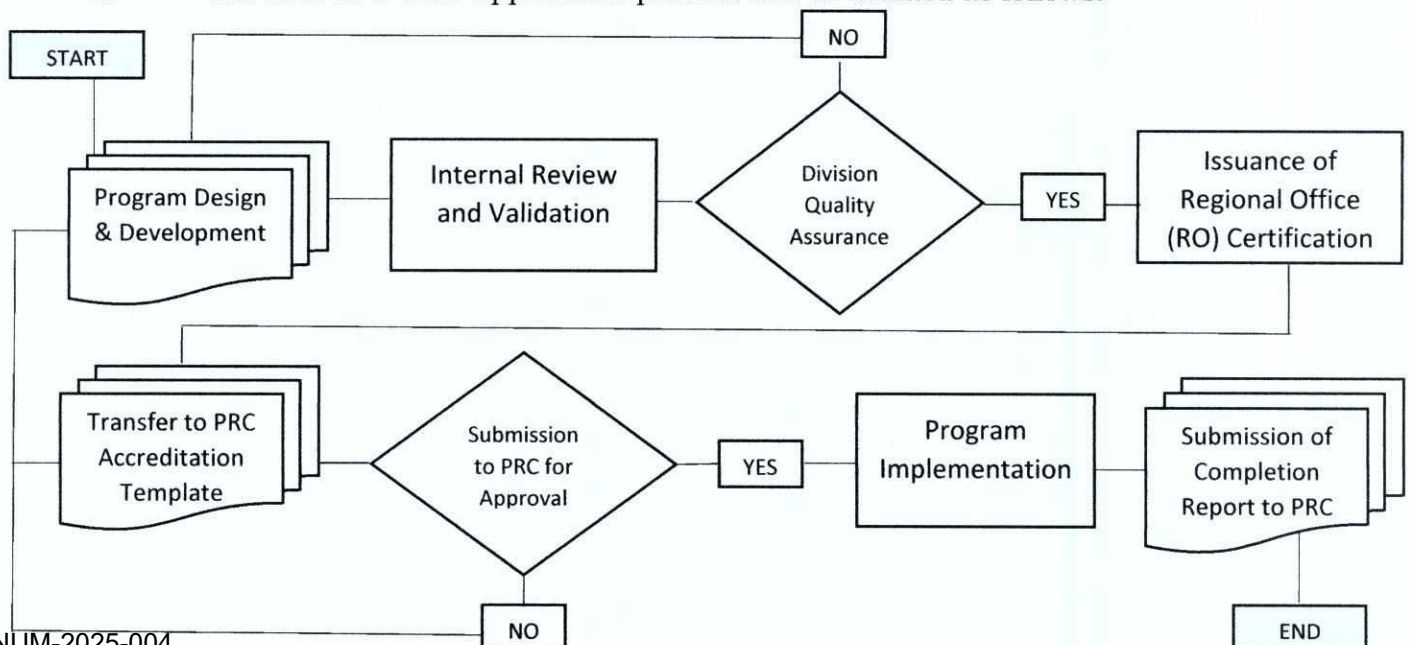 NO
START
Program Design
& Development
Internal Review
and Validation
Division
Quality
Assurance
YES
Issuance of
Regional Office
(RO) Certification
Transfer to PRC
Accreditation
Template
Submission
to PRC for
Approval
YES
Program
Implementation
Submission of
Completion
Report to PRC
NO
END
NUM-2025-004